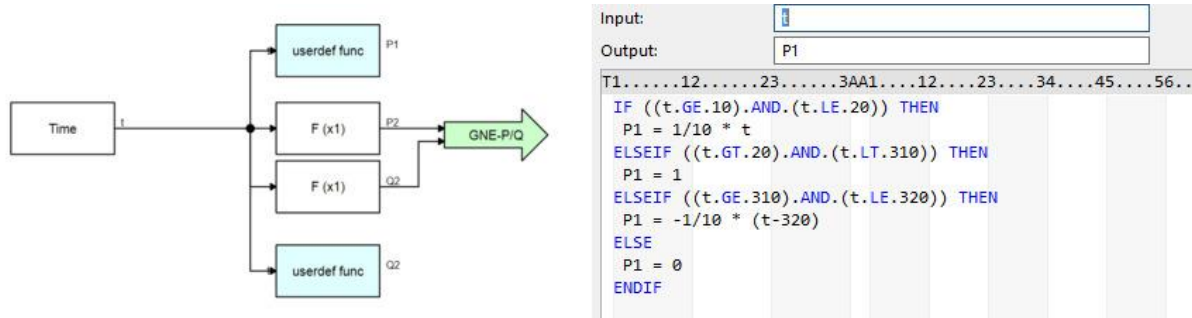 Time
t
userdef func
P1
F (x1)
P2
GNE-P/Q
F (x1)
Q2
userdef func
Q2
Input:
t
Output:
P1
T1......12......23......3AA1....12....23....34....45....56..
IF ((t.GE.10).AND.(t.LE.20)) THEN
P1 = 1/10 * t
ELSEIF ((t.GT.20).AND.(t.LT.310)) THEN
P1 = 1
ELSEIF ((t.GE.310).AND.(t.LE.320)) THEN
P1 = -1/10 * (t-320)
ELSE
P1 = 0
ENDIF